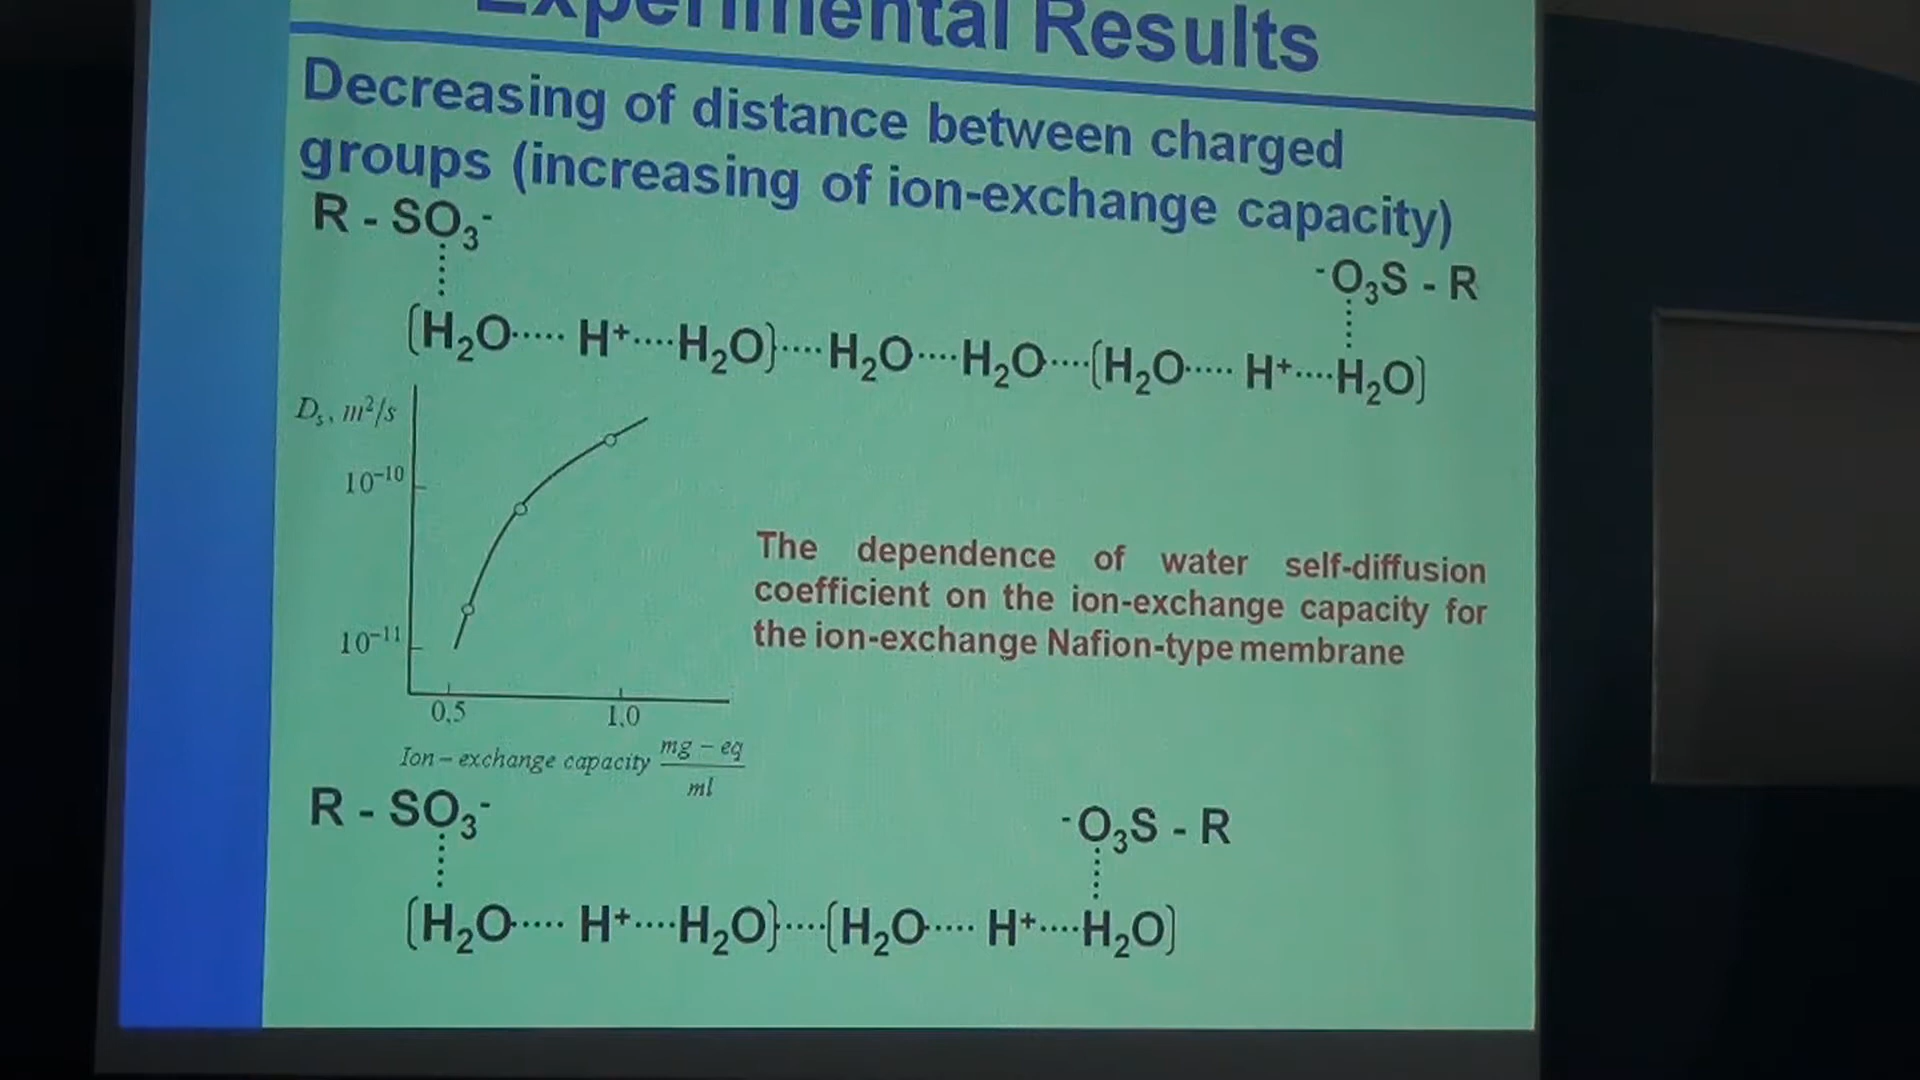 Experimental Results
Decreasing of distance between charged
groups (increasing of ion-exchange capacity)
R - SO₃⁻
⁻O₃S - R
(H₂O····· H⁺····H₂O)····H₂O····H₂O····(H₂O····· H⁺····H₂O)
Dₛ, m²/s
10⁻¹⁰
10⁻¹¹
0,5 1,0
Ion – exchange capacity mg – eq
ml
The dependence of water self-diffusion
coefficient on the ion-exchange capacity for
the ion-exchange Nafion-type membrane
R - SO₃⁻ ⁻O₃S - R
(H₂O····· H⁺····H₂O)····(H₂O····· H⁺····H₂O)